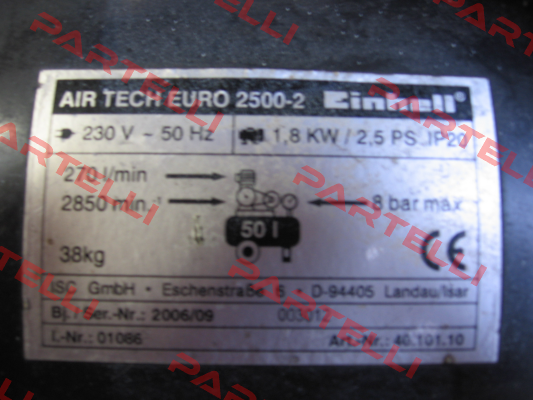 AIR TECH EURO 2500-2 Einhell
230 V ~ 50 Hz 1,8 KW / 2,5 PS IP20
270 l/min
2850 min.-1 8 bar max
50 l
38kg CE
ISC GmbH • Eschenstraße 6 • D-94405 Landau/Isar
Bj./Ser.-Nr.: 2006/09 003012
I.-Nr.: 01086 Art.-Nr.: 40.101.10
PARTELLI
PARTELLI
PARTELLI
PARTELLI
PARTELLI
PARTELLI
PARTELLI